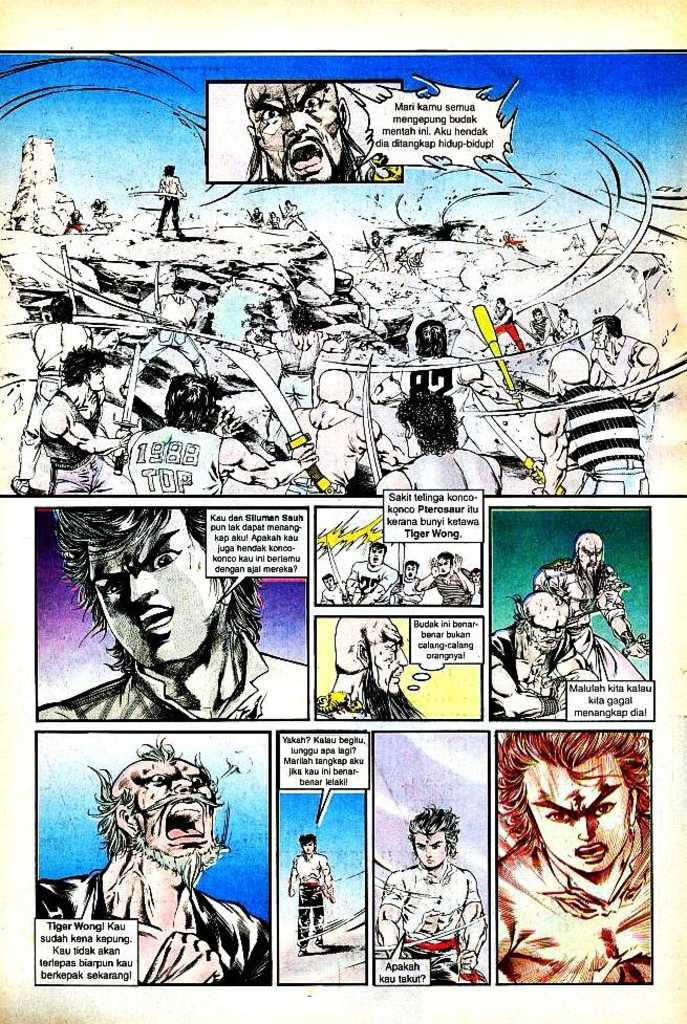 Mari kamu semua
mengepung budak
mentah ini. Aku hendak
dia ditangkap hidup-bidup!
82
1988
TOP
Kau dan Siluman Sauh
pun tak dapat menang-
kap aku! Apakah kau
juga hendak konco-
konco kau ini bertemu
dengan ajal mereka?
Sakit telinga konco-
konco Pterosaur itu
kerana bunyi ketawa
Tiger Wong.
Budak ini benar-
benar bukan
calang-calang
orangnya!
Malulah kita kalau
kita gagal
menangkap dia!
Tiger Wong! Kau
sudah kena kepung.
Kau tidak akan
terlepas biarpun kau
berkepak sekarang!
Yakah? Kalau begitu,
tunggu apa lagi?
Marilah tangkap aku
jika kau ini benar-
benar lelaki!
Apakah
kau takut?